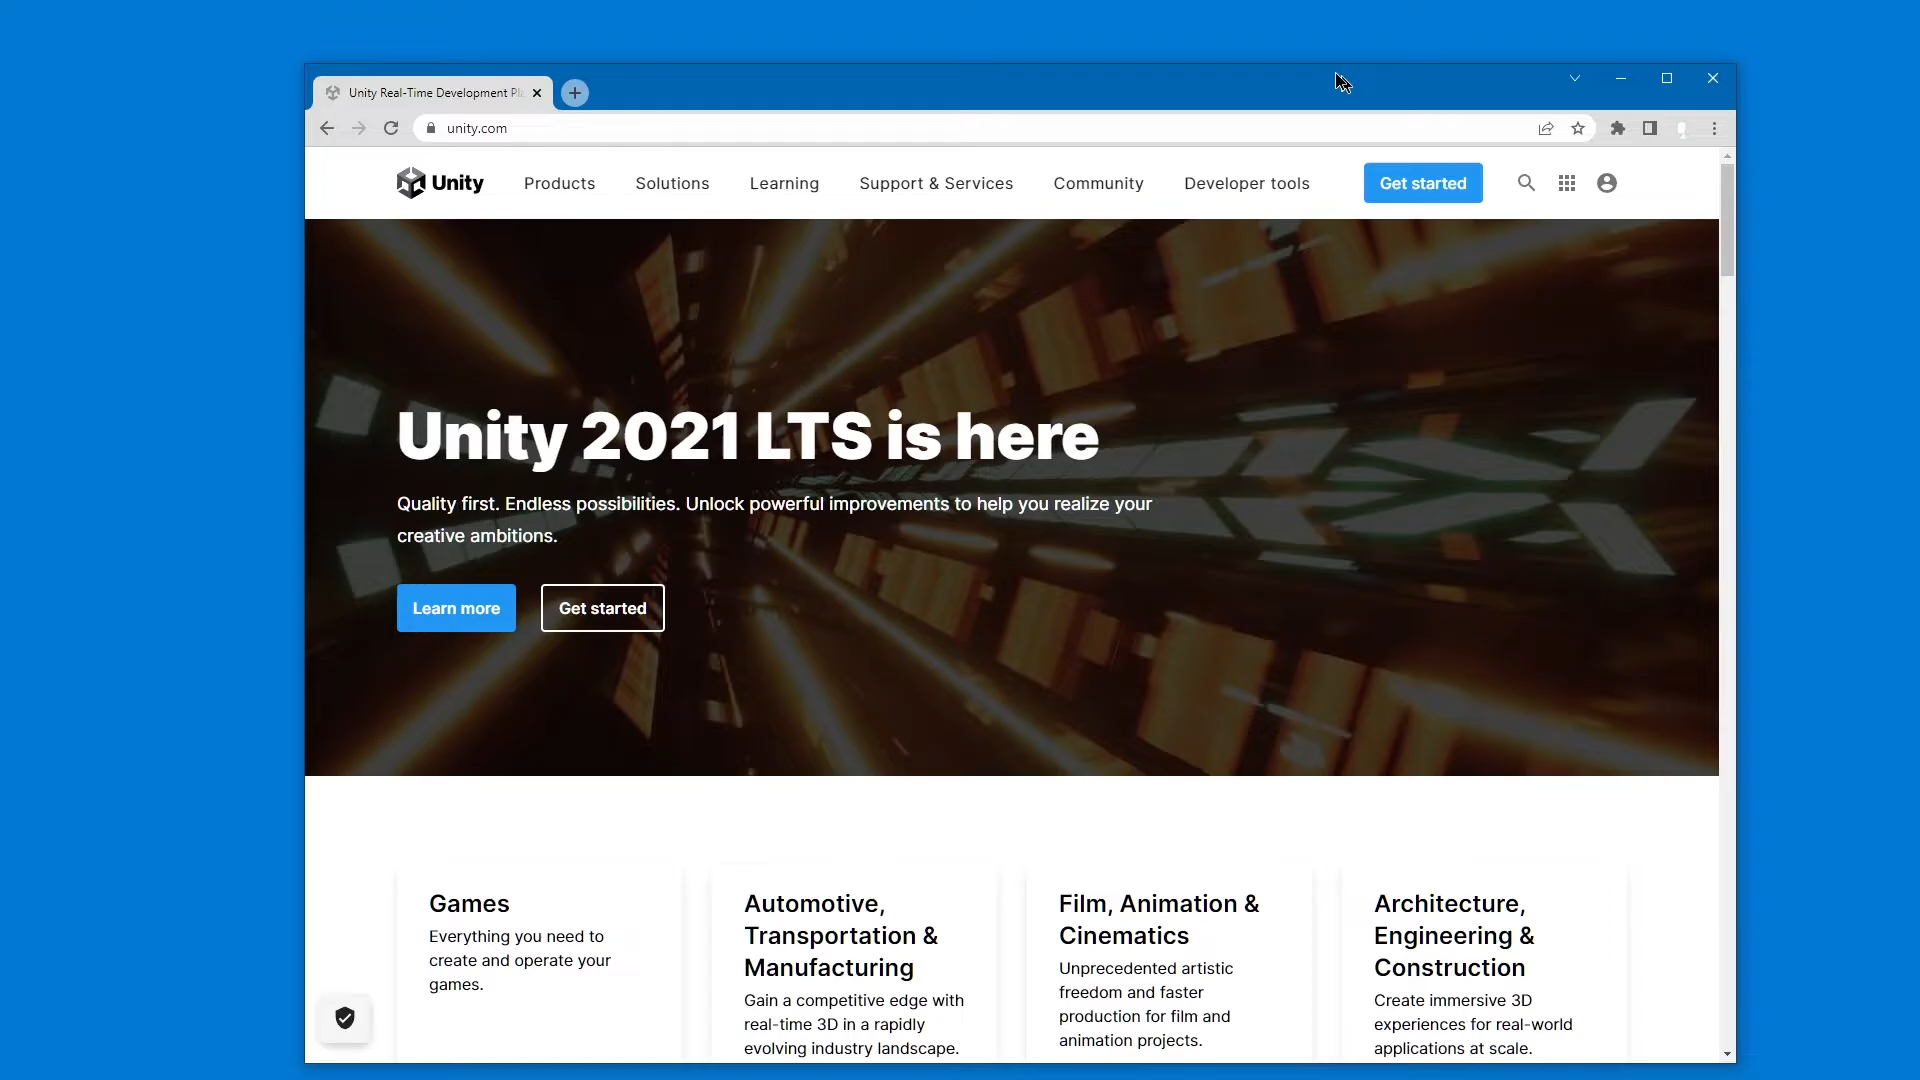 Unity Real-Time Development Pla
unity.com
Unity
Products
Solutions
Learning
Support & Services
Community
Developer tools
Get started
Unity 2021 LTS is here
Quality first. Endless possibilities. Unlock powerful improvements to help you realize your
creative ambitions.
Learn more
Get started
Games
Everything you need to
create and operate your
games.
Automotive,
Transportation &
Manufacturing
Gain a competitive edge with
real-time 3D in a rapidly
evolving industry landscape.
Film, Animation &
Cinematics
Unprecedented artistic
freedom and faster
production for film and
animation projects.
Architecture,
Engineering &
Construction
Create immersive 3D
experiences for real-world
applications at scale.